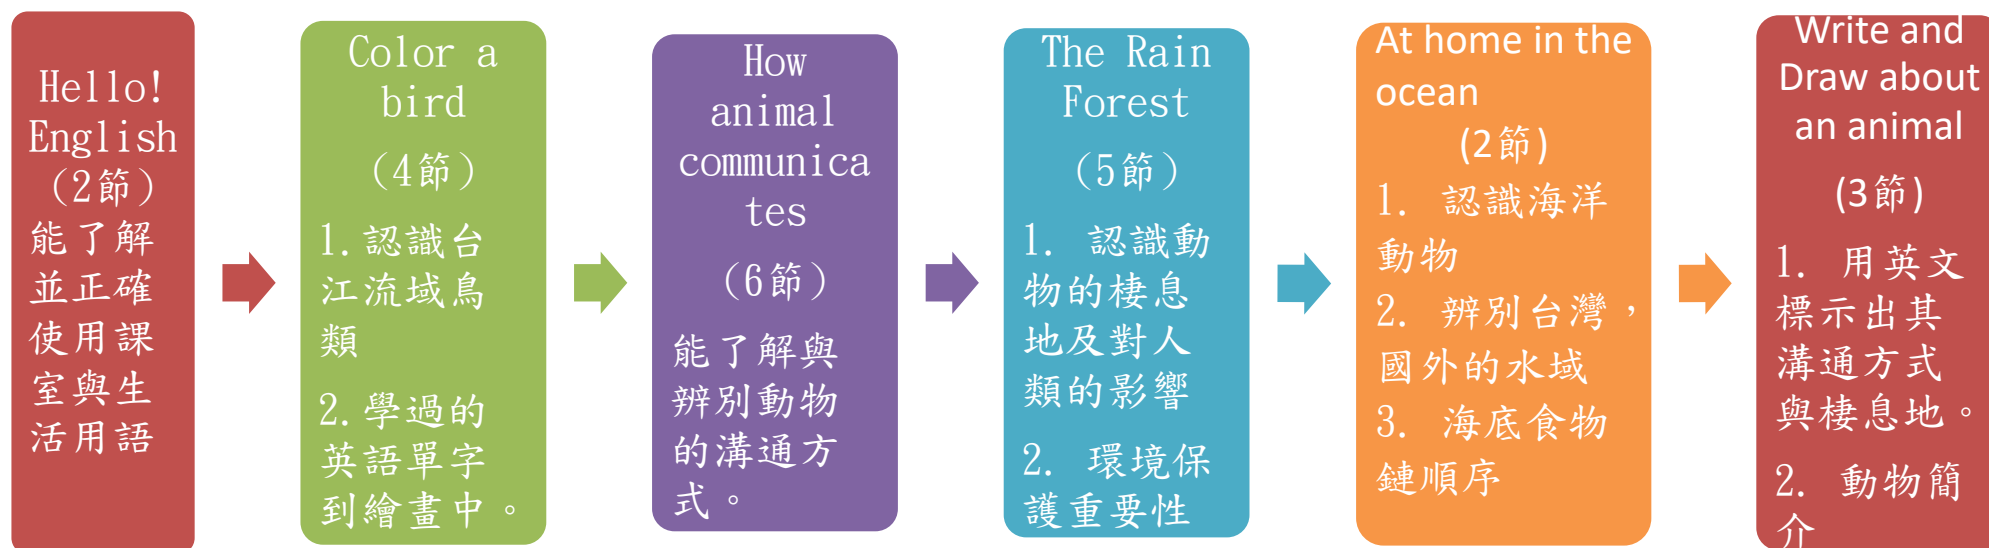 Hello!
English
(2節)
能了解
並正確
使用課
室與生
活用語
Color a
bird
(4節)
1.認識台
江流域鳥
類
2.學過的
英語單字
到繪畫中。
How
animal
communica
tes
(6節)
能了解與
辨別動物
的溝通方
式。
The Rain
Forest
(5節)
1. 認識動
物的棲息
地及對人
類的影響
2. 環境保
護重要性
At home in the
ocean
(2節)
1. 認識海洋
動物
2. 辨別台灣，
國外的水域
3. 海底食物
鏈順序
Write and
Draw about
an animal
(3節)
1. 用英文
標示出其
溝通方式
與棲息地。
2. 動物簡
介